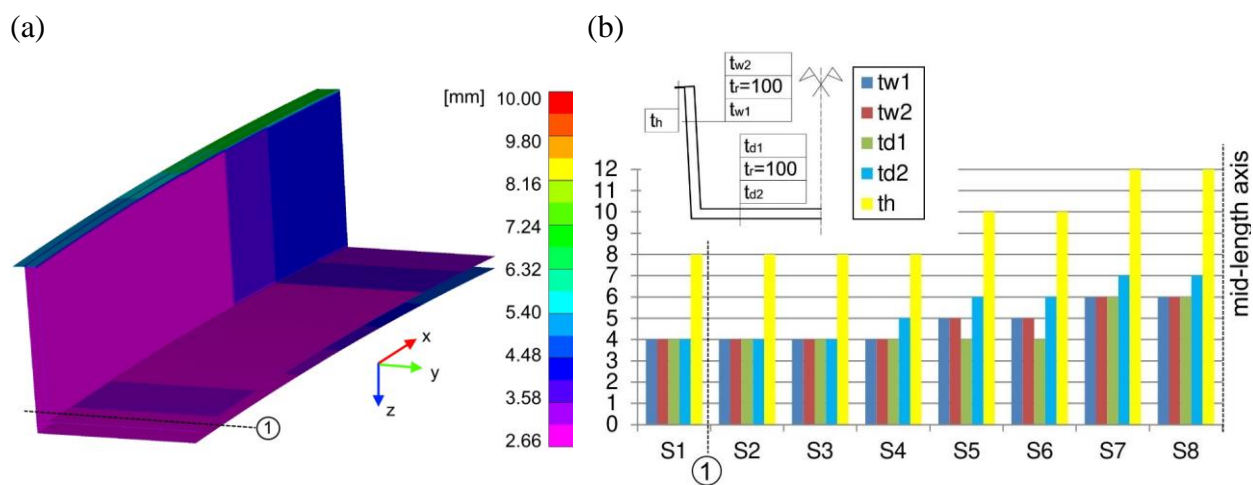 (a)
(b)
[mm]
10.00
9.80
8.16
7.24
6.32
5.40
4.48
3.58
2.66
x
y
z
1
tw2
tr=100
tw1
th
td1
tr=100
td2
tw1
tw2
td1
td2
th
12
11
10
9
8
7
6
5
4
3
2
1
0
S1 S2 S3 S4 S5 S6 S7 S8
1
mid-length axis